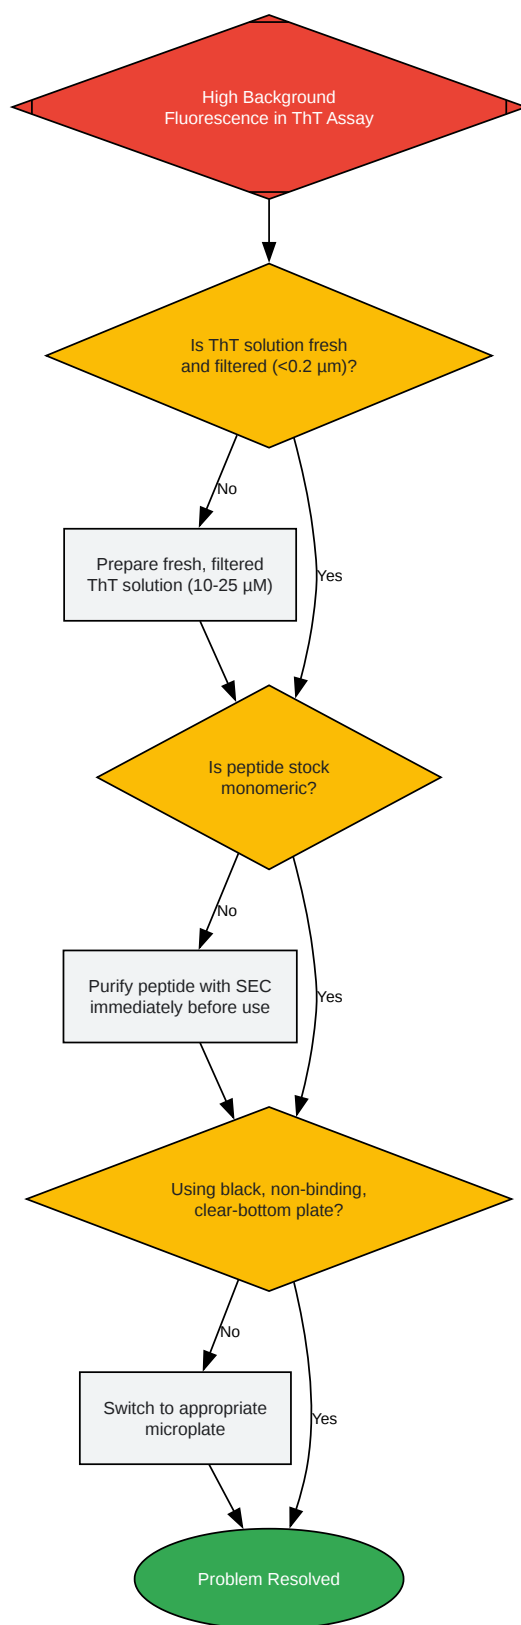 High Background
Fluorescence in ThT Assay
Is ThT solution fresh
and filtered (<0.2 µm)?
No
Yes
Prepare fresh, filtered
ThT solution (10-25 µM)
Is peptide stock
monomeric?
No
Yes
Purify peptide with SEC
immediately before use
Using black, non-binding,
clear-bottom plate?
No
Yes
Switch to appropriate
microplate
Problem Resolved